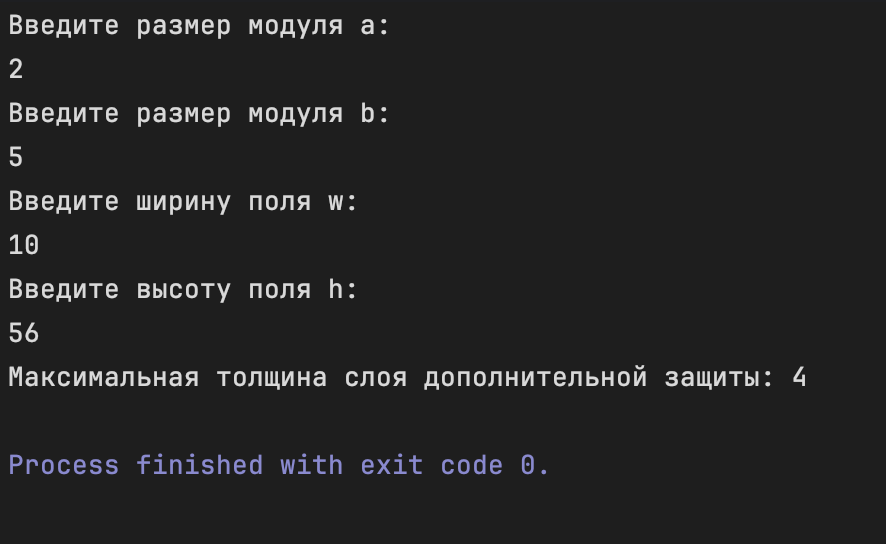 Введите размер модуля a:
2
Введите размер модуля b:
5
Введите ширину поля w:
10
Введите высоту поля h:
56
Максимальная толщина слоя дополнительной защиты: 4
Process finished with exit code 0.